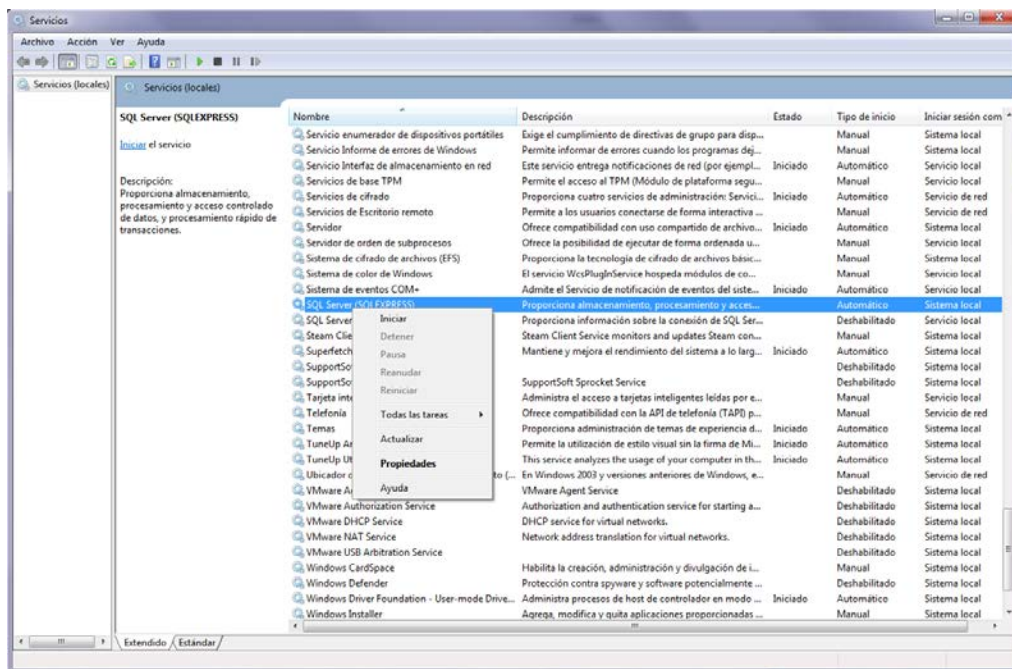 Servicios
Archivo Acción Ver Ayuda
Servicios (locales)
Servicios (locales)
SQL Server (SQLEXPRESS)
Iniciar el servicio
Descripción:
Proporciona almacenamiento,
procesamiento y acceso controlado
de datos, y procesamiento rápido de
transacciones.
Nombre Descripción Estado Tipo de inicio Iniciar sesión com
Servicio enumerador de dispositivos portátiles Exige el cumplimiento de directivas de grupo para disp... Manual Sistema local
Servicio Informe de errores de Windows Permite informar de errores cuando los programas dej... Manual Sistema local
Servicio Interfaz de almacenamiento en red Este servicio entrega notificaciones de red (por ejempl... Iniciado Automático Servicio local
Servicios de base TPM Permite el acceso al TPM (Módulo de plataforma segu... Manual Servicio local
Servicios de cifrado Proporciona cuatro servicios de administración: Servici... Iniciado Automático Servicio de red
Servicios de Escritorio remoto Permite a los usuarios conectarse de forma interactiva ... Manual Servicio de red
Servidor Ofrece compatibilidad con uso compartido de archivo... Iniciado Automático Sistema local
Servidor de orden de subprocesos Ofrece la posibilidad de ejecutar de forma ordenada u... Manual Servicio local
Sistema de cifrado de archivos (EFS) Proporciona la tecnología de cifrado de archivos básic... Manual Sistema local
Sistema de color de Windows El servicio WcsPlugInService hospeda módulos de co... Manual Servicio local
Sistema de eventos COM+ Admite el Servicio de notificación de eventos del siste... Iniciado Automático Servicio local
SQL Server (SQLEXPRESS) Proporciona almacenamiento, procesamiento y acces... Automático Sistema local
SQL Server Proporciona información sobre la conexión de SQL Ser... Deshabilitado Servicio local
Steam Clie Steam Client Service monitors and updates Steam con... Manual Sistema local
Superfetch Mantiene y mejora el rendimiento del sistema a lo larg... Iniciado Automático Sistema local
SupportSo Deshabilitado Sistema local
SupportSo SupportSoft Sprocket Service Deshabilitado Sistema local
Tarjeta inte Administra el acceso a tarjetas inteligentes leídas por e... Manual Servicio local
Telefonía Ofrece compatibilidad con la API de telefonía (TAPI) p... Manual Servicio de red
Temas Proporciona administración de temas de experiencia d... Iniciado Automático Sistema local
TuneUp Ar Permite la utilización de estilo visual sin la firma de Mi... Iniciado Automático Sistema local
TuneUp Ut This service analyzes the usage of your computer in th... Iniciado Automático Sistema local
Ubicador to (... En Windows 2003 y versiones anteriores de Windows, e... Manual Servicio de red
VMware A VMware Agent Service Deshabilitado Sistema local
VMware Authorization Service Authorization and authentication service for starting a... Deshabilitado Sistema local
VMware DHCP Service DHCP service for virtual networks. Deshabilitado Sistema local
VMware NAT Service Network address translation for virtual networks. Deshabilitado Sistema local
VMware USB Arbitration Service Deshabilitado Sistema local
Windows CardSpace Habilita la creación, administración y divulgación de i... Manual Sistema local
Windows Defender Protección contra spyware y software potencialmente ... Deshabilitado Sistema local
Windows Driver Foundation - User-mode Drive... Administra procesos de host de controlador en modo ... Iniciado Automático Sistema local
Windows Installer Agrega, modifica y quita aplicaciones proporcionadas ... Manual Sistema local
Iniciar
Detener
Pausa
Reanudar
Reiniciar
Todas las tareas
Actualizar
Propiedades
Ayuda
Extendido Estándar